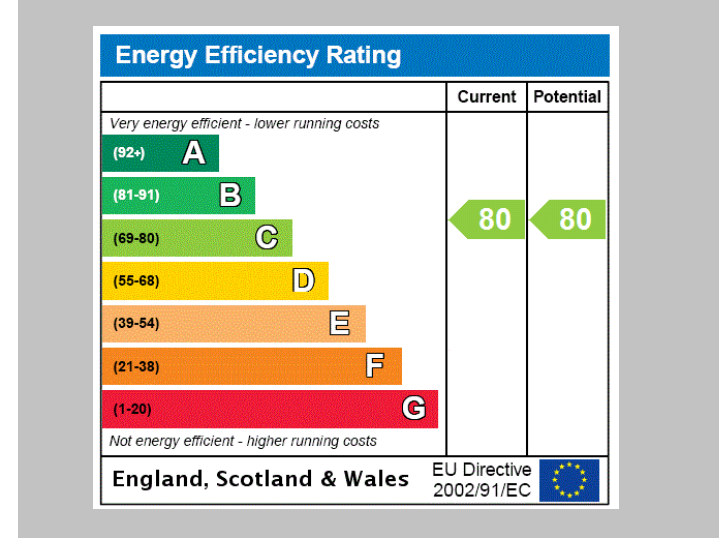 Energy Efficiency Rating
Current Potential
Very energy efficient - lower running costs
(92+) A
(81-91) B
(69-80) C
80 80
(55-68) D
(39-54) E
(21-38) F
(1-20) G
Not energy efficient - higher running costs
England, Scotland & Wales
EU Directive
2002/91/EC